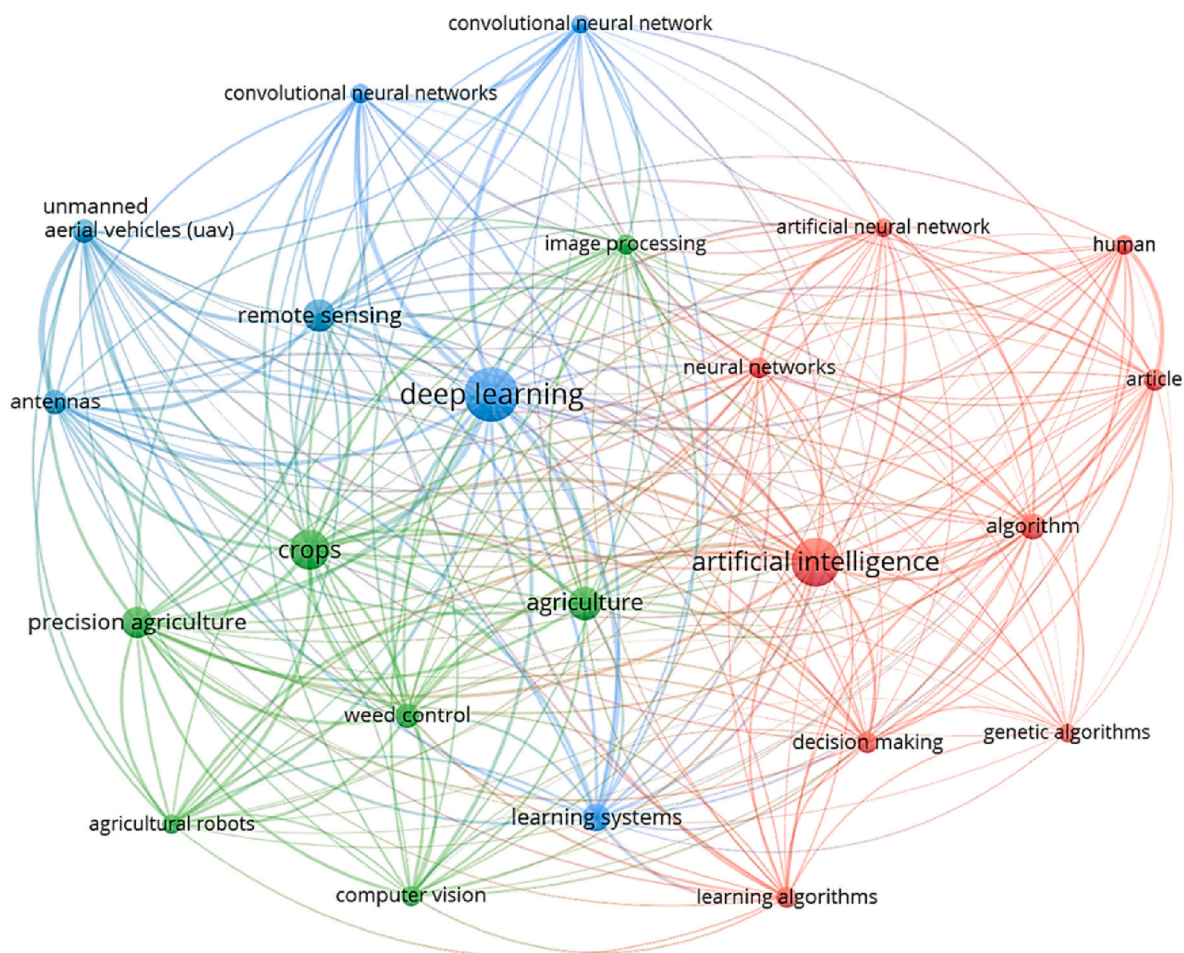 convolutional neural network
convolutional neural networks
unmanned
aerial vehicles (uav)
artificial neural network
image processing
human
remote sensing
neural networks
article
deep learning
antennas
algorithm
crops
artificial intelligence
agriculture
precision agriculture
weed control
decision making
genetic algorithms
learning systems
agricultural robots
computer vision
learning algorithms